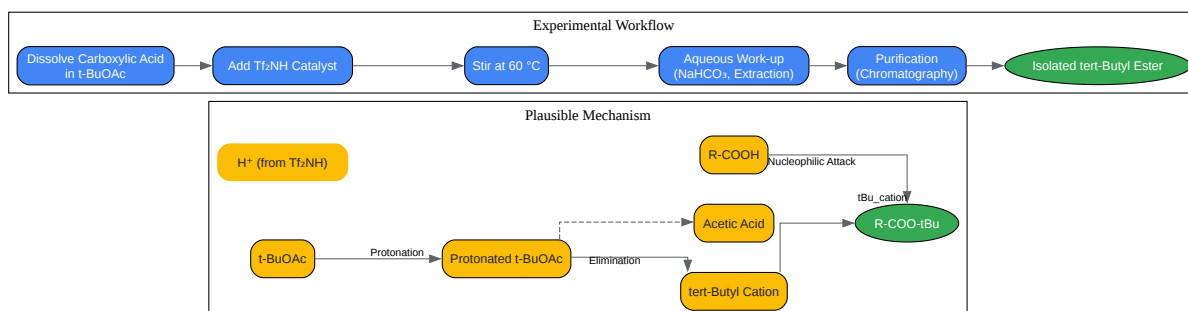 Experimental Workflow
Dissolve Carboxylic Acid
in t-BuOAc
Add Tf₂NH Catalyst
Stir at 60 °C
Aqueous Work-up
(NaHCO₃, Extraction)
Purification
(Chromatography)
Isolated tert-Butyl Ester
Plausible Mechanism
H⁺ (from Tf₂NH)
R-COOH
Nucleophilic Attack
tBu_cation
R-COO-tBu
Acetic Acid
t-BuOAc
Protonation
Protonated t-BuOAc
Elimination
tert-Butyl Cation